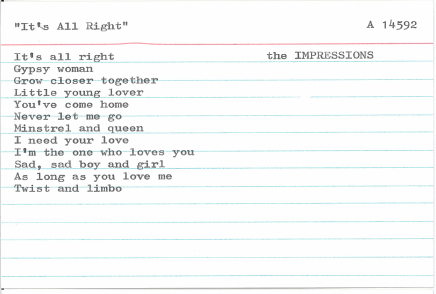 "It's All Right" A 14592
It's all right the IMPRESSIONS
Gypsy woman
Grow closer together
Little young lover
You've come home
Never let me go
Minstrel and queen
I need your love
I'm the one who loves you
Sad, sad boy and girl
As long as you love me
Twist and limbo